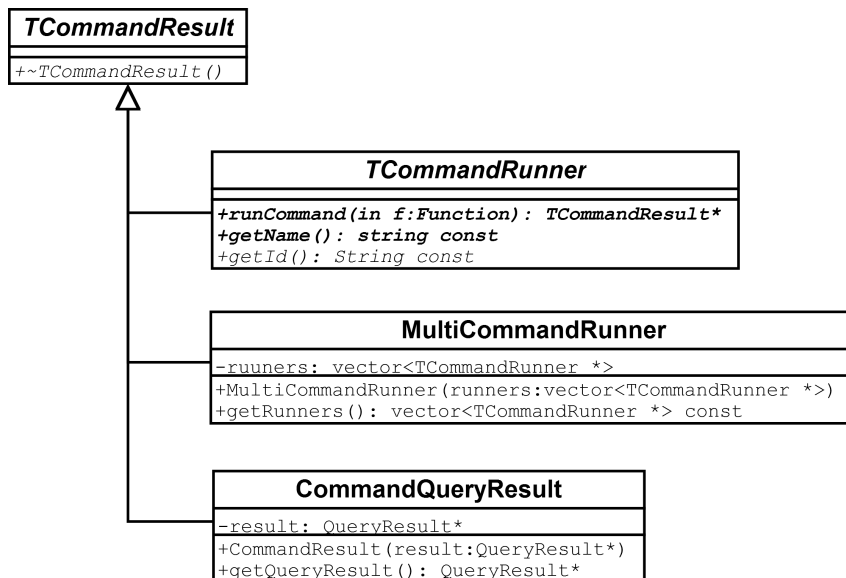 TCommandResult
+~TCommandResult()
TCommandRunner
+runCommand(in f:Function): TCommandResult*
+getName(): string const
+getId(): String const
MultiCommandRunner
-ruuners: vector<TCommandRunner *>
+MultiCommandRunner(runners:vector<TCommandRunner *>)
+getRunners(): vector<TCommandRunner *> const
CommandQueryResult
-result: QueryResult*
+CommandResult(result:QueryResult*)
+getQueryResult(): QueryResult*